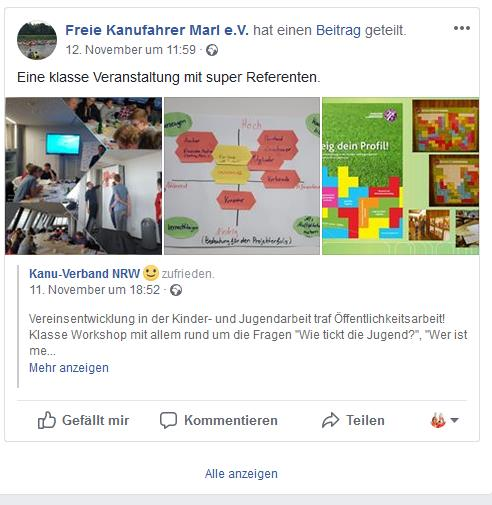 Freie Kanufahrer Marl e.V. hat einen Beitrag geteilt.
12. November um 11:59 ·
Eine klasse Veranstaltung mit super Referenten.
Hoch
Niedrig
(Bedeutung für den Projekterfolg)
eig dein Profil!
Kanu-Verband NRW zufrieden.
11. November um 18:52 ·
Vereinsentwicklung in der Kinder- und Jugendarbeit traf Öffentlichkeitsarbeit!
Klasse Workshop mit allem rund um die Fragen "Wie tickt die Jugend?", "Wer ist
me...
Mehr anzeigen
Gefällt mir
Kommentieren
Teilen
Alle anzeigen